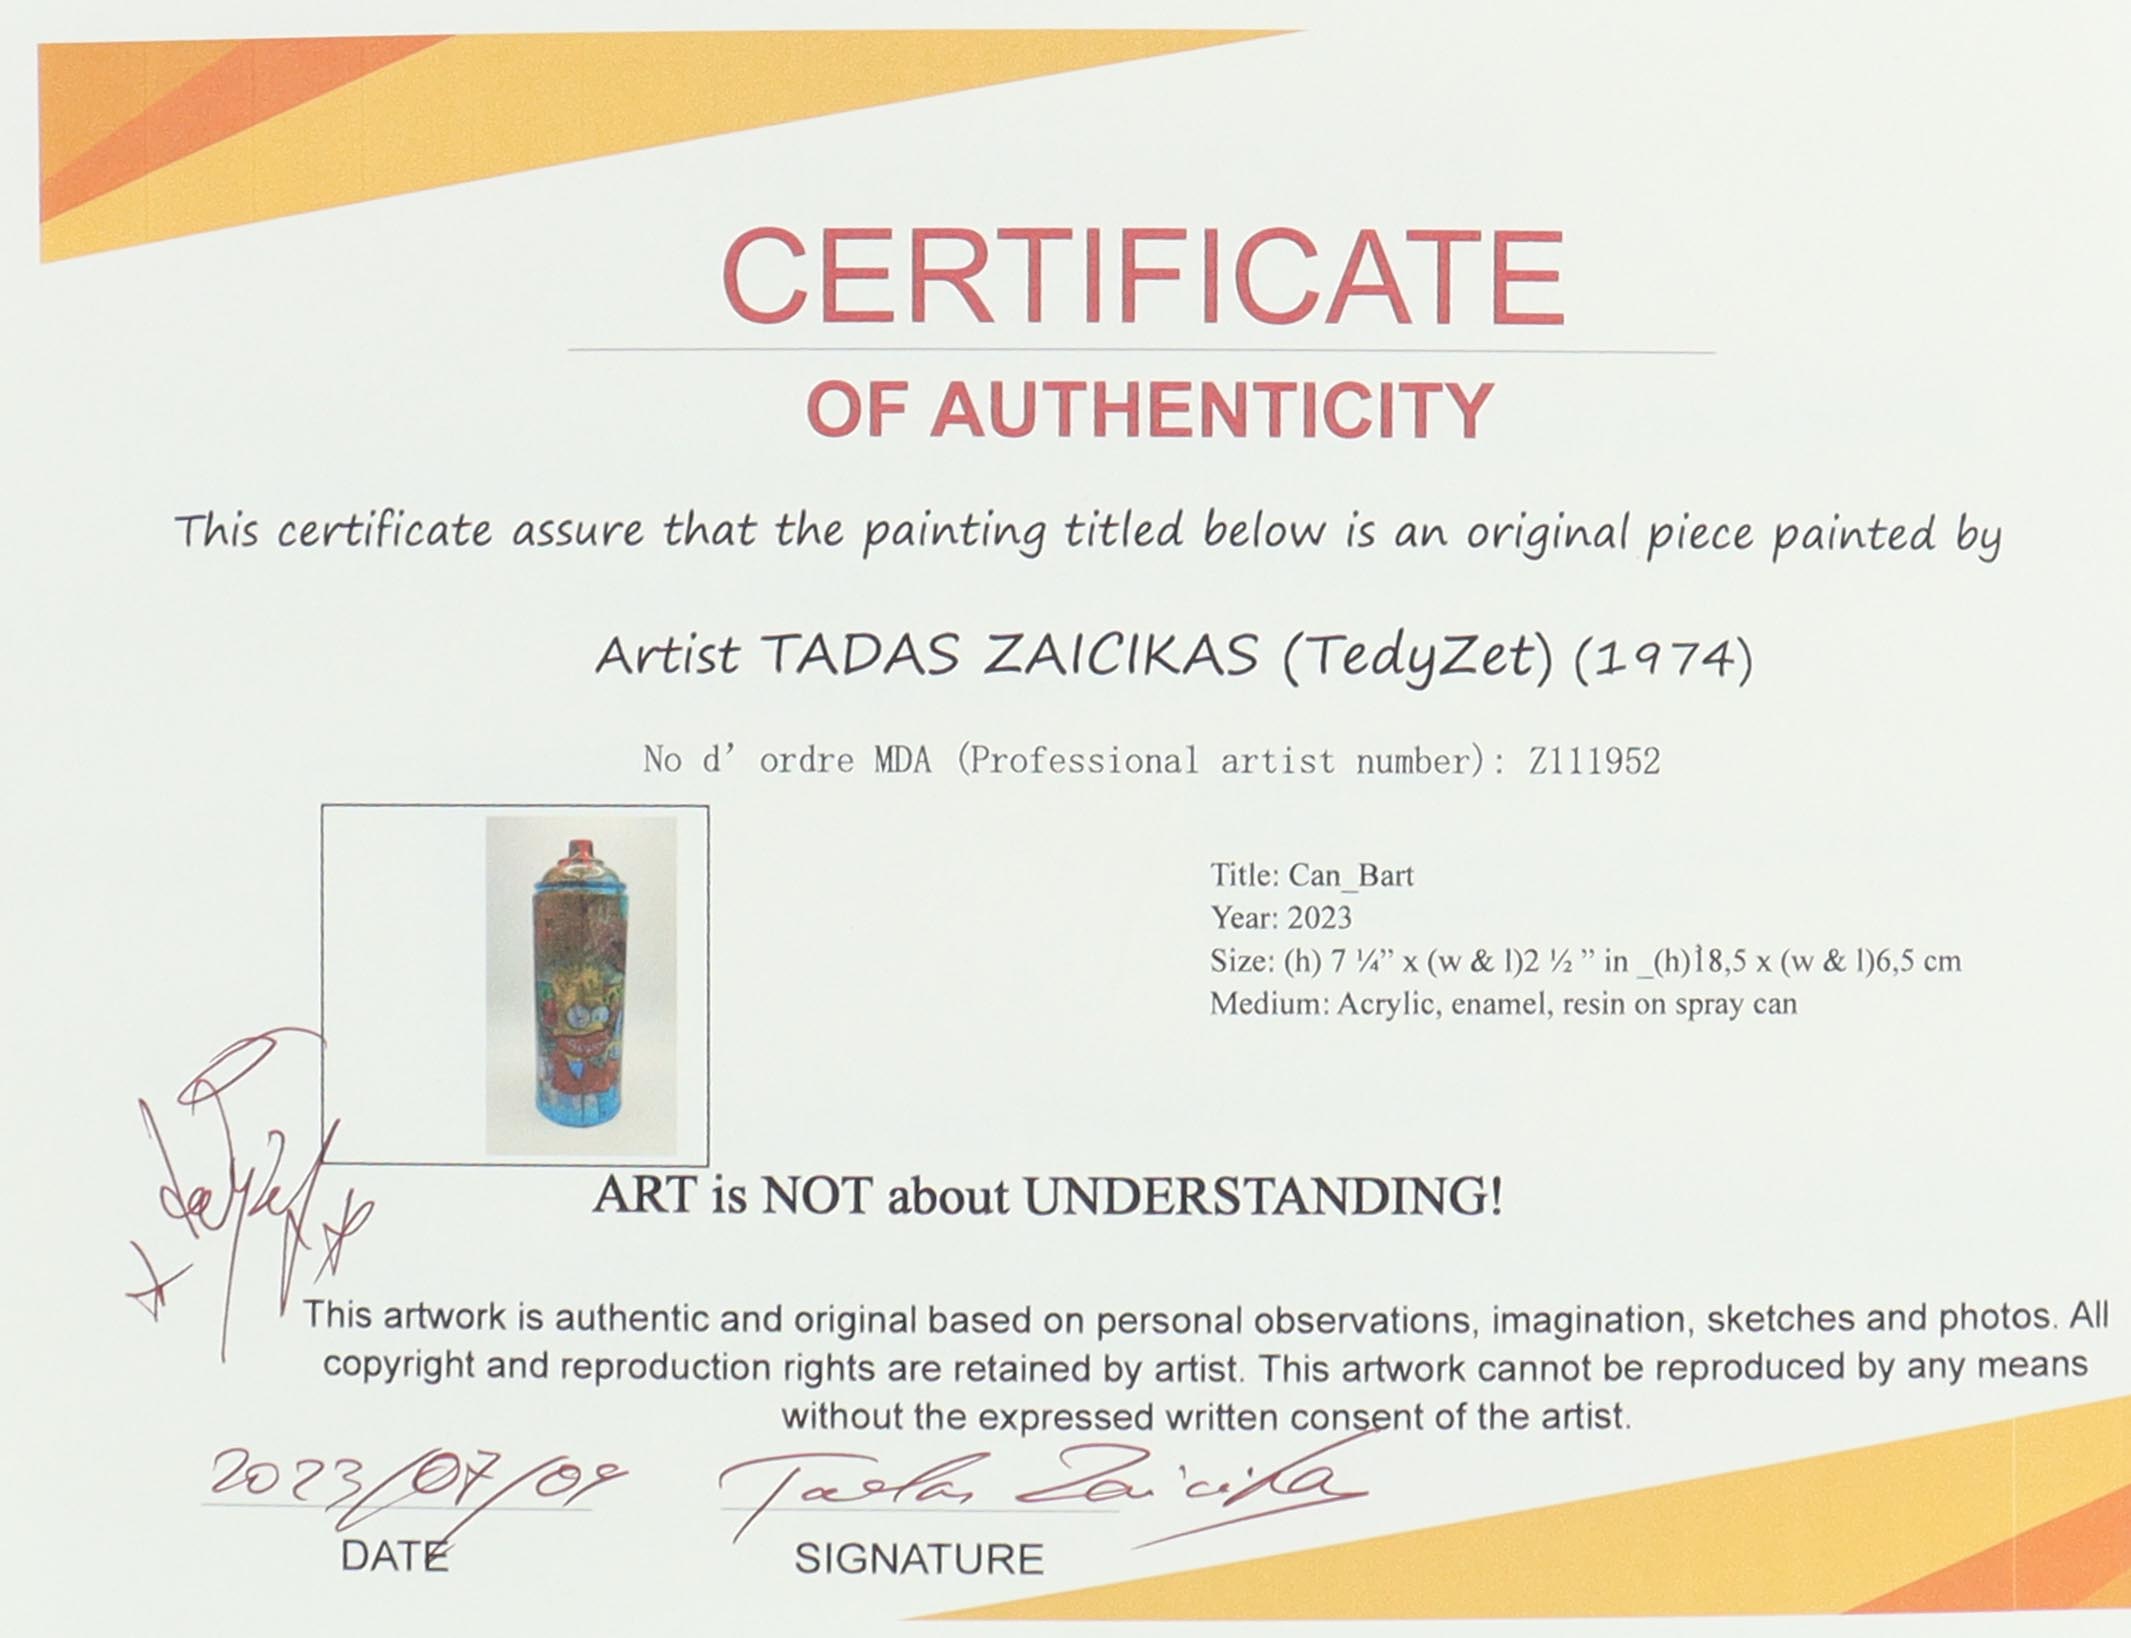 CERTIFICATE
OF AUTHENTICITY
This certificate assure that the painting titled below is an original piece painted by
Artist TADAS ZAICIKAS (TedyZet) (1974)
No d' ordre MDA (Professional artist number): Z111952
Title: Can_Bart
Year: 2023
Size: (h) 7 ¼” x (w & l)2 ½ ” in _(h)18,5 x (w & l)6,5 cm
Medium: Acrylic, enamel, resin on spray can
ART is NOT about UNDERSTANDING!
This artwork is authentic and original based on personal observations, imagination, sketches and photos. All
copyright and reproduction rights are retained by artist. This artwork cannot be reproduced by any means
without the expressed written consent of the artist.
2023/07/09 Tadas Zaicikas
DATE SIGNATURE